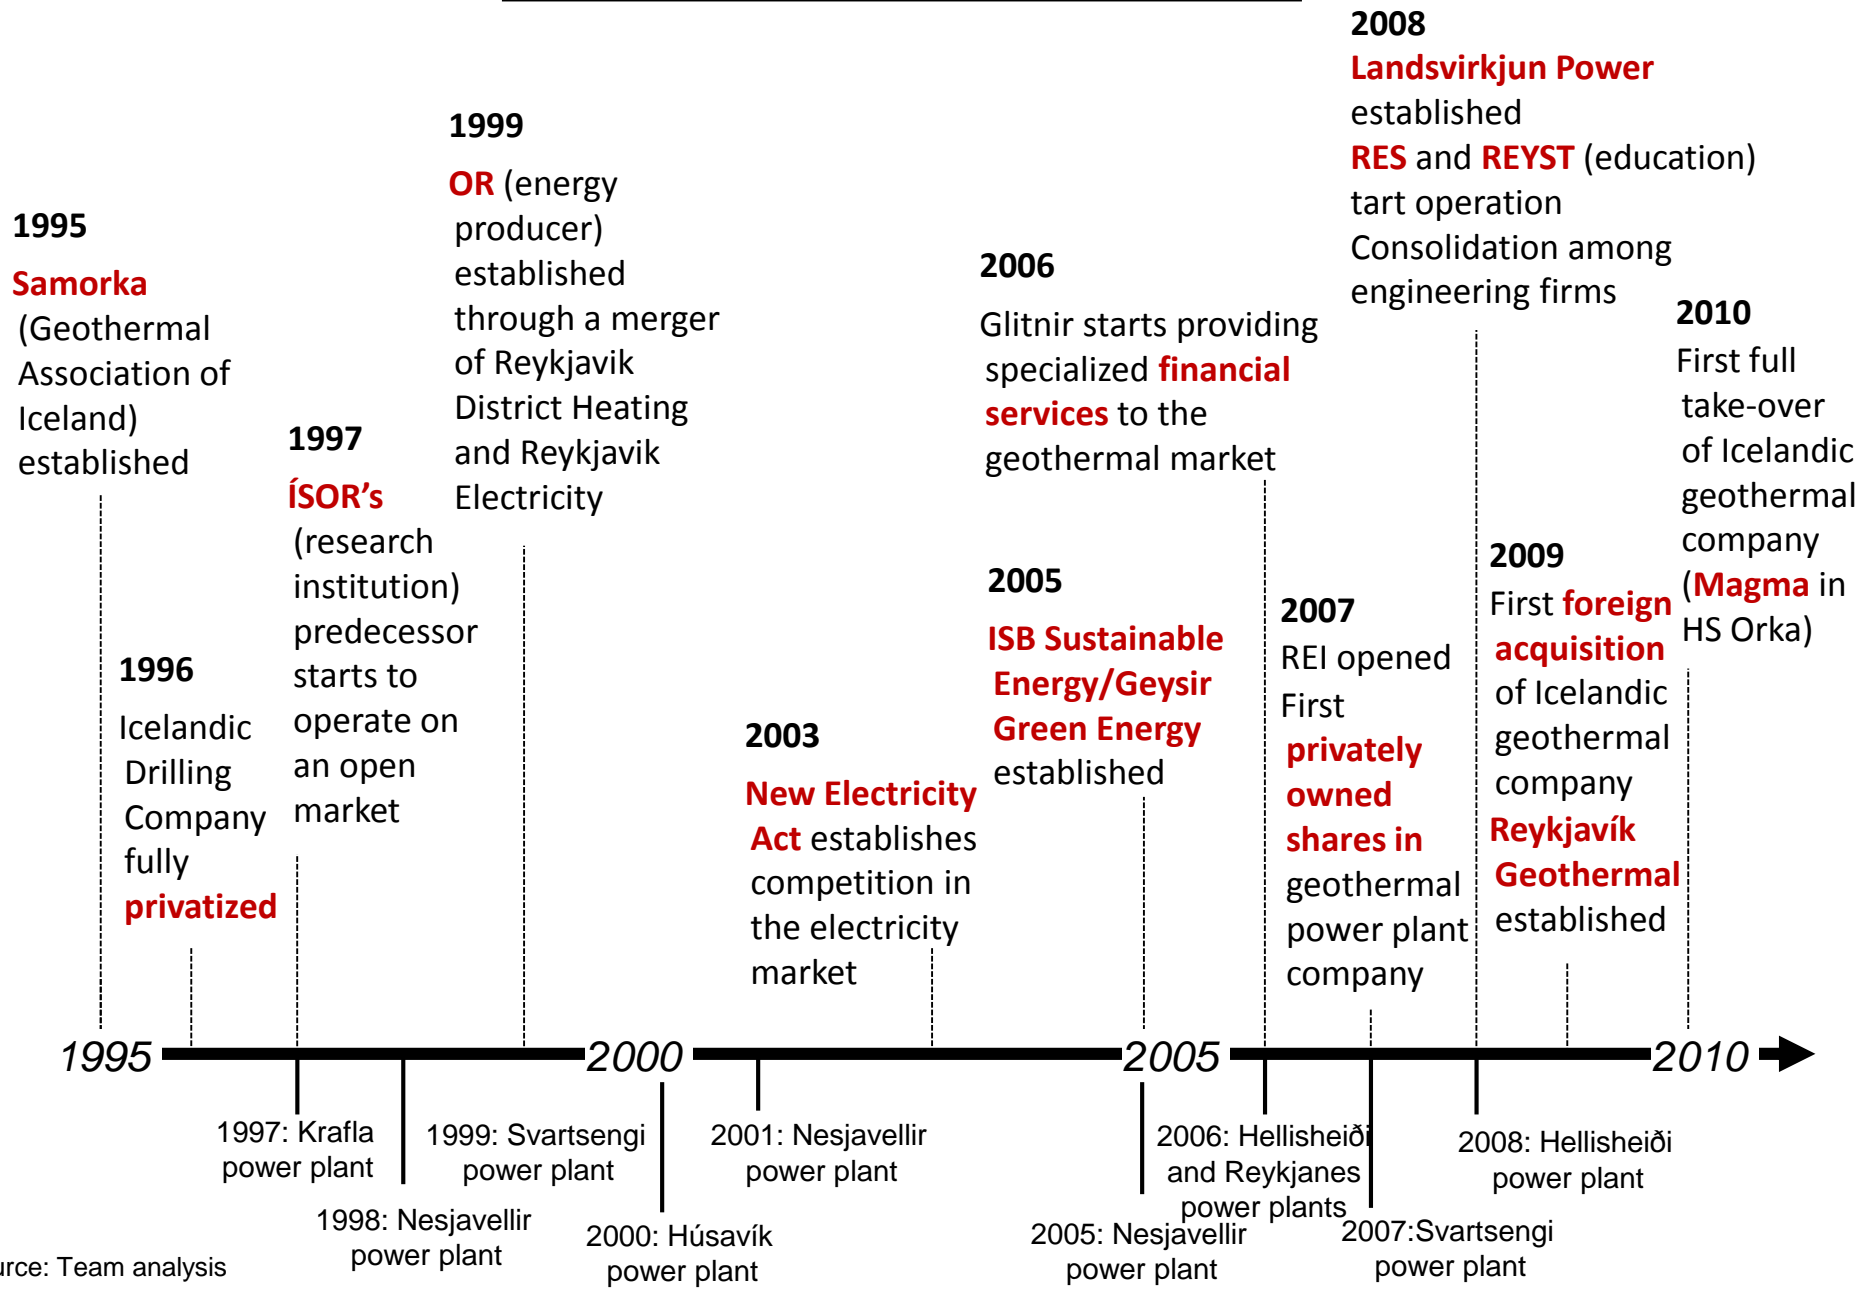 1995
Samorka
(Geothermal
Association of
Iceland)
established
1996
Icelandic
Drilling
Company
fully
privatized
1997
ÍSOR’s
(research
institution)
predecessor
starts to
operate on
an open
market
1999
OR (energy
producer)
established
through a merger
of Reykjavik
District Heating
and Reykjavik
Electricity
2003
New Electricity
Act establishes
competition in
the electricity
market
2005
ISB Sustainable
Energy/Geysir
Green Energy
established
2006
Glitnir starts providing
specialized financial
services to the
geothermal market
2007
REI opened
First
privately
owned
shares in
geothermal
power plant
company
2008
Landsvirkjun Power
established
RES and REYST (education)
tart operation
Consolidation among
engineering firms
2009
First foreign
acquisition
of Icelandic
geothermal
company
Reykjavík
Geothermal
established
2010
First full
take-over
of Icelandic
geothermal
company
(Magma in
HS Orka)
1995 2000 2005 2010
1997: Krafla
power plant
1998: Nesjavellir
power plant
1999: Svartsengi
power plant
2000: Húsavík
power plant
2001: Nesjavellir
power plant
2005: Nesjavellir
power plant
2006: Hellisheiði
and Reykjanes
power plants
2007:Svartsengi
power plant
2008: Hellisheiði
power plant
urce: Team analysis